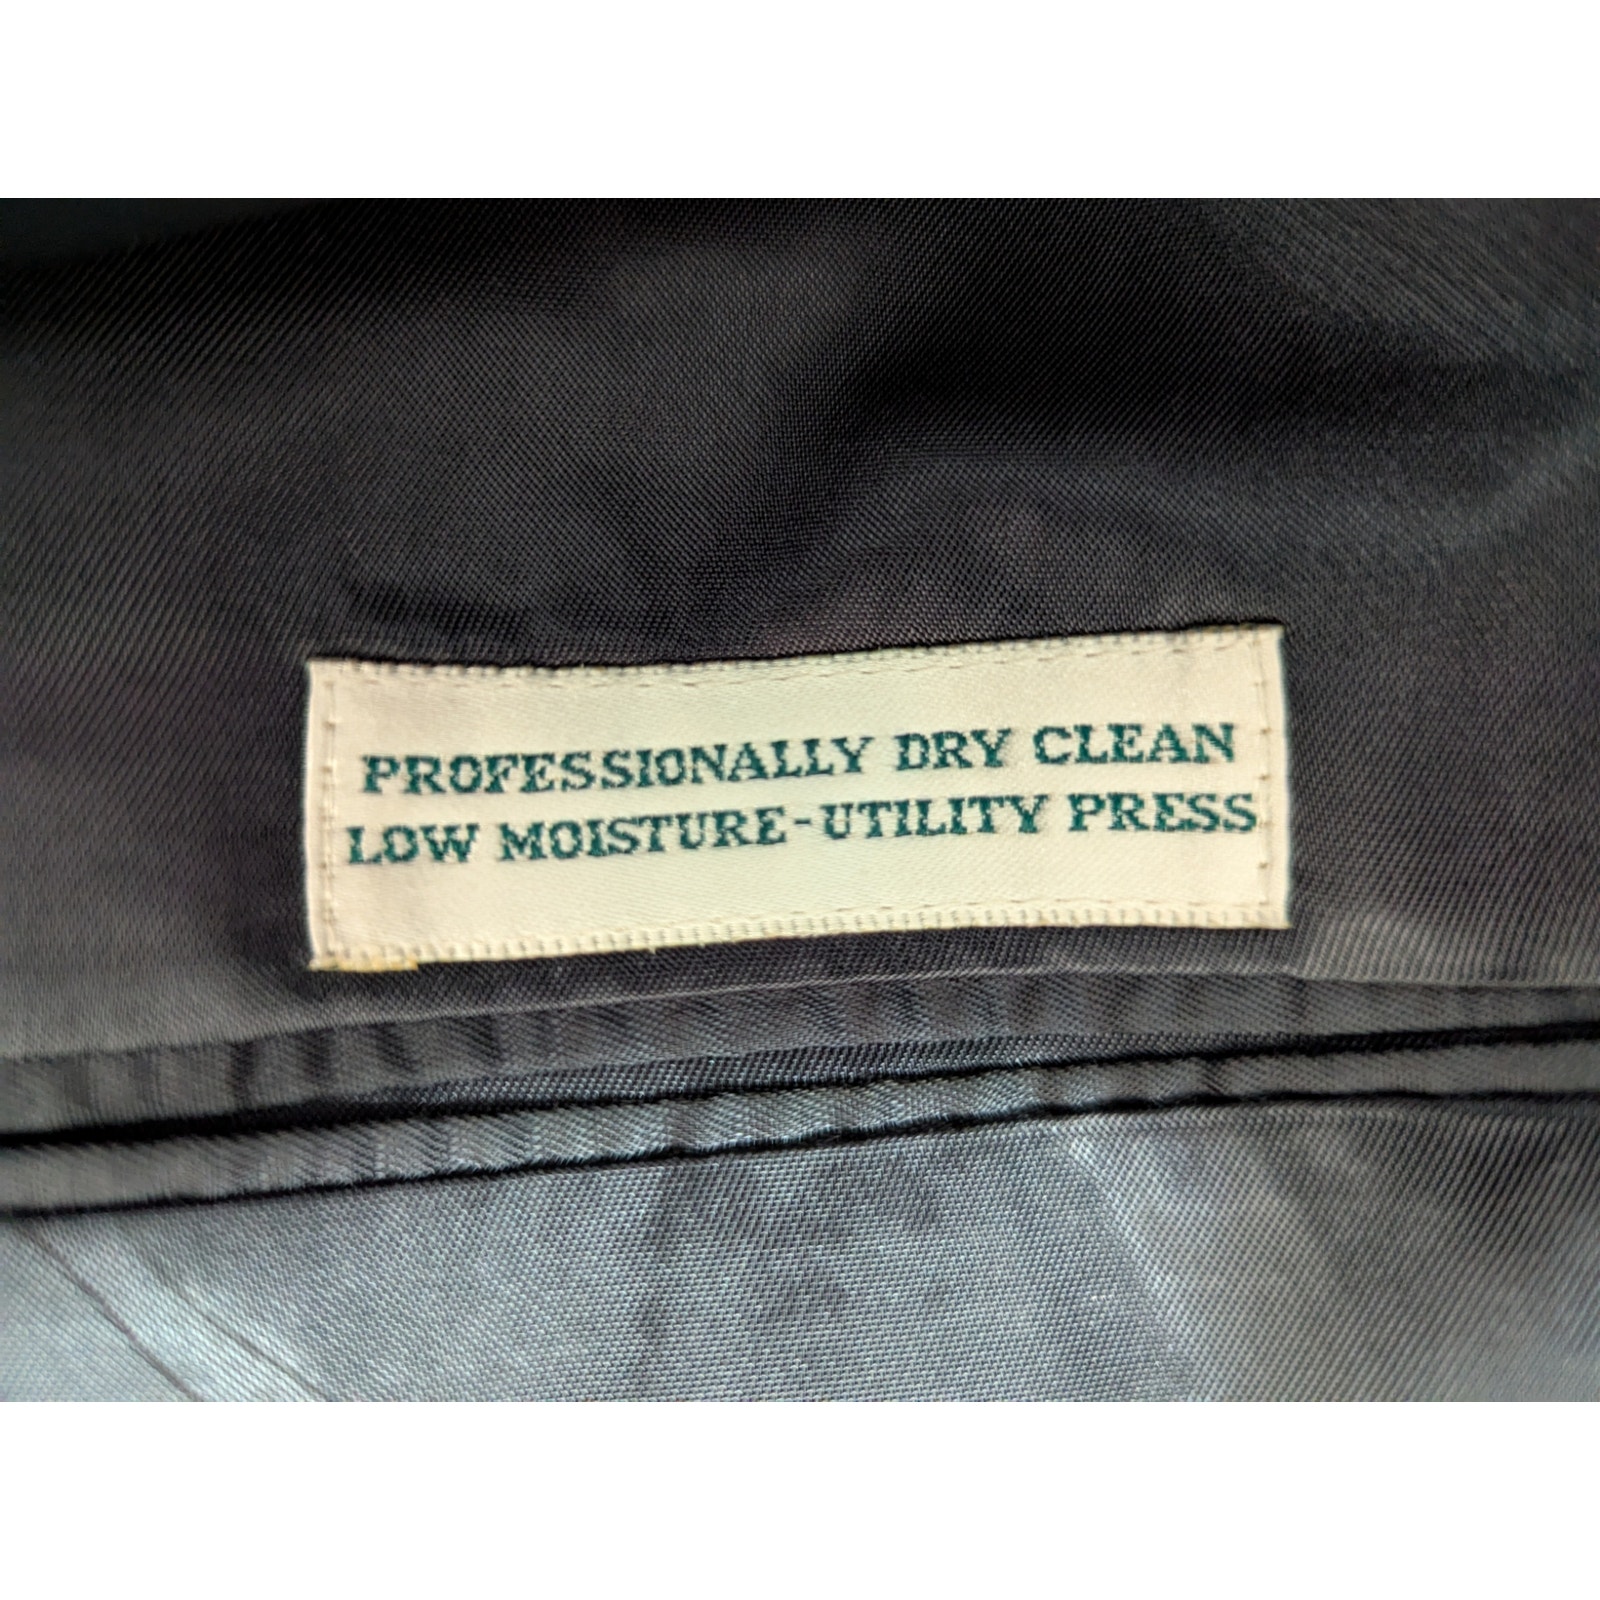 PROFESSIONALLY DRY CLEAN
LOW MOISTURE-UTILITY PRESS